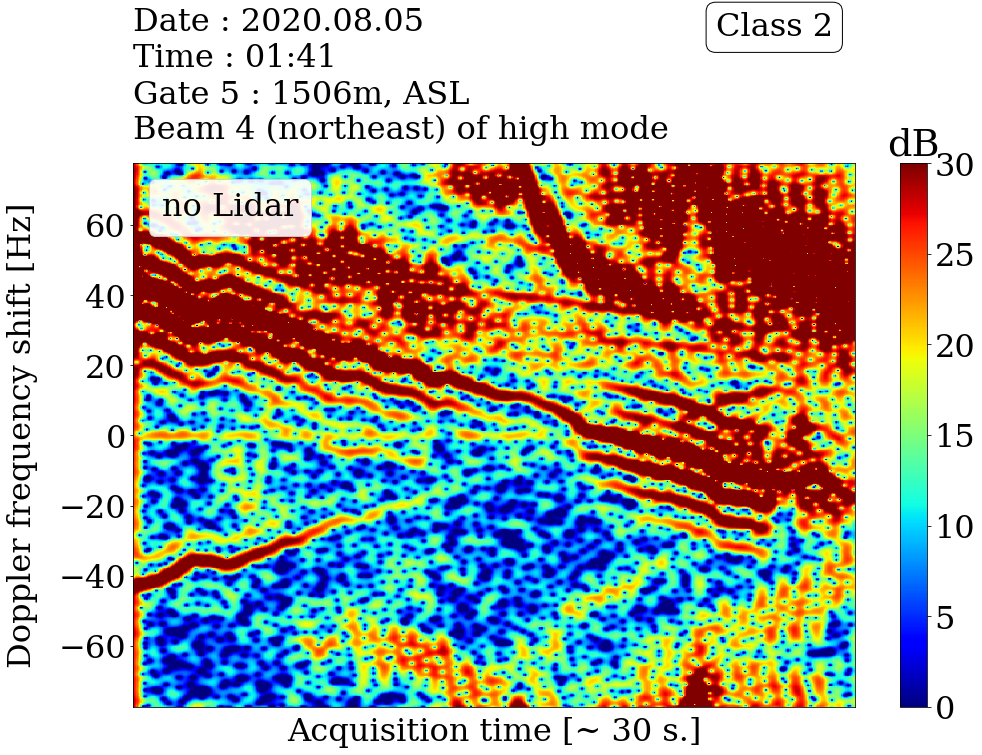 Date : 2020.08.05
Time : 01:41
Gate 5 : 1506m, ASL
Beam 4 (northeast) of high mode
Class 2
dB
no Lidar
Doppler frequency shift [Hz]
60
40
20
0
−20
−40
−60
Acquisition time [~ 30 s.]
30
25
20
15
10
5
0